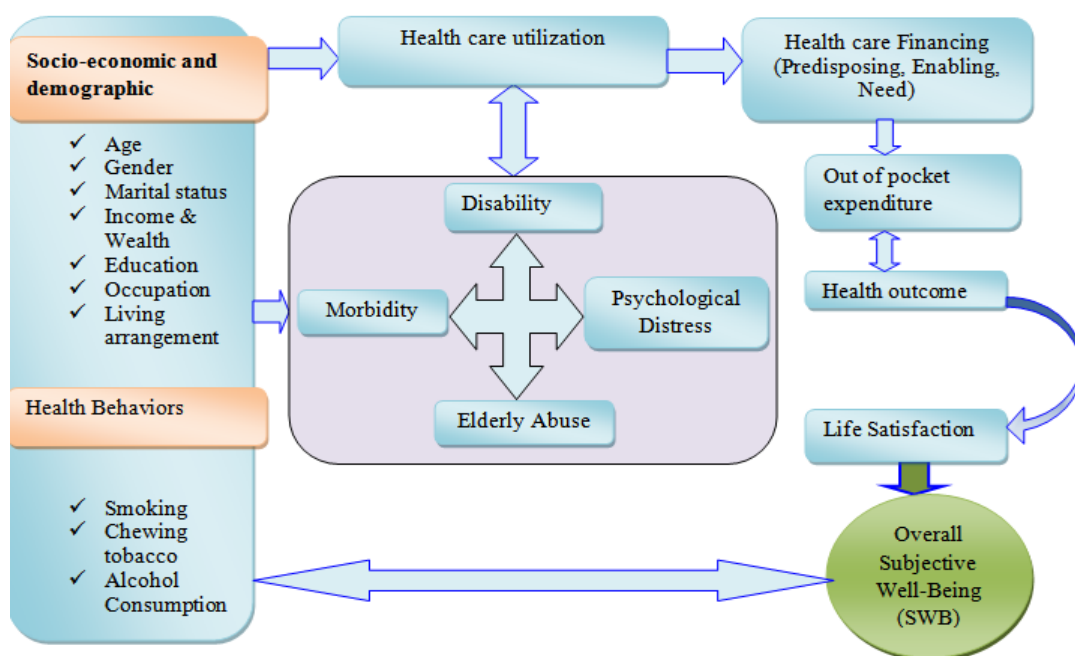 Socio-economic and
demographic
Age
Gender
Marital status
Income &
Wealth
Education
Occupation
Living
arrangement
Health Behaviors
Smoking
Chewing
tobacco
Alcohol
Consumption
Health care utilization
Disability
Morbidity
Psychological
Distress
Elderly Abuse
Health care Financing
(Predisposing, Enabling,
Need)
Out of pocket
expenditure
Health outcome
Life Satisfaction
Overall
Subjective
Well-Being
(SWB)